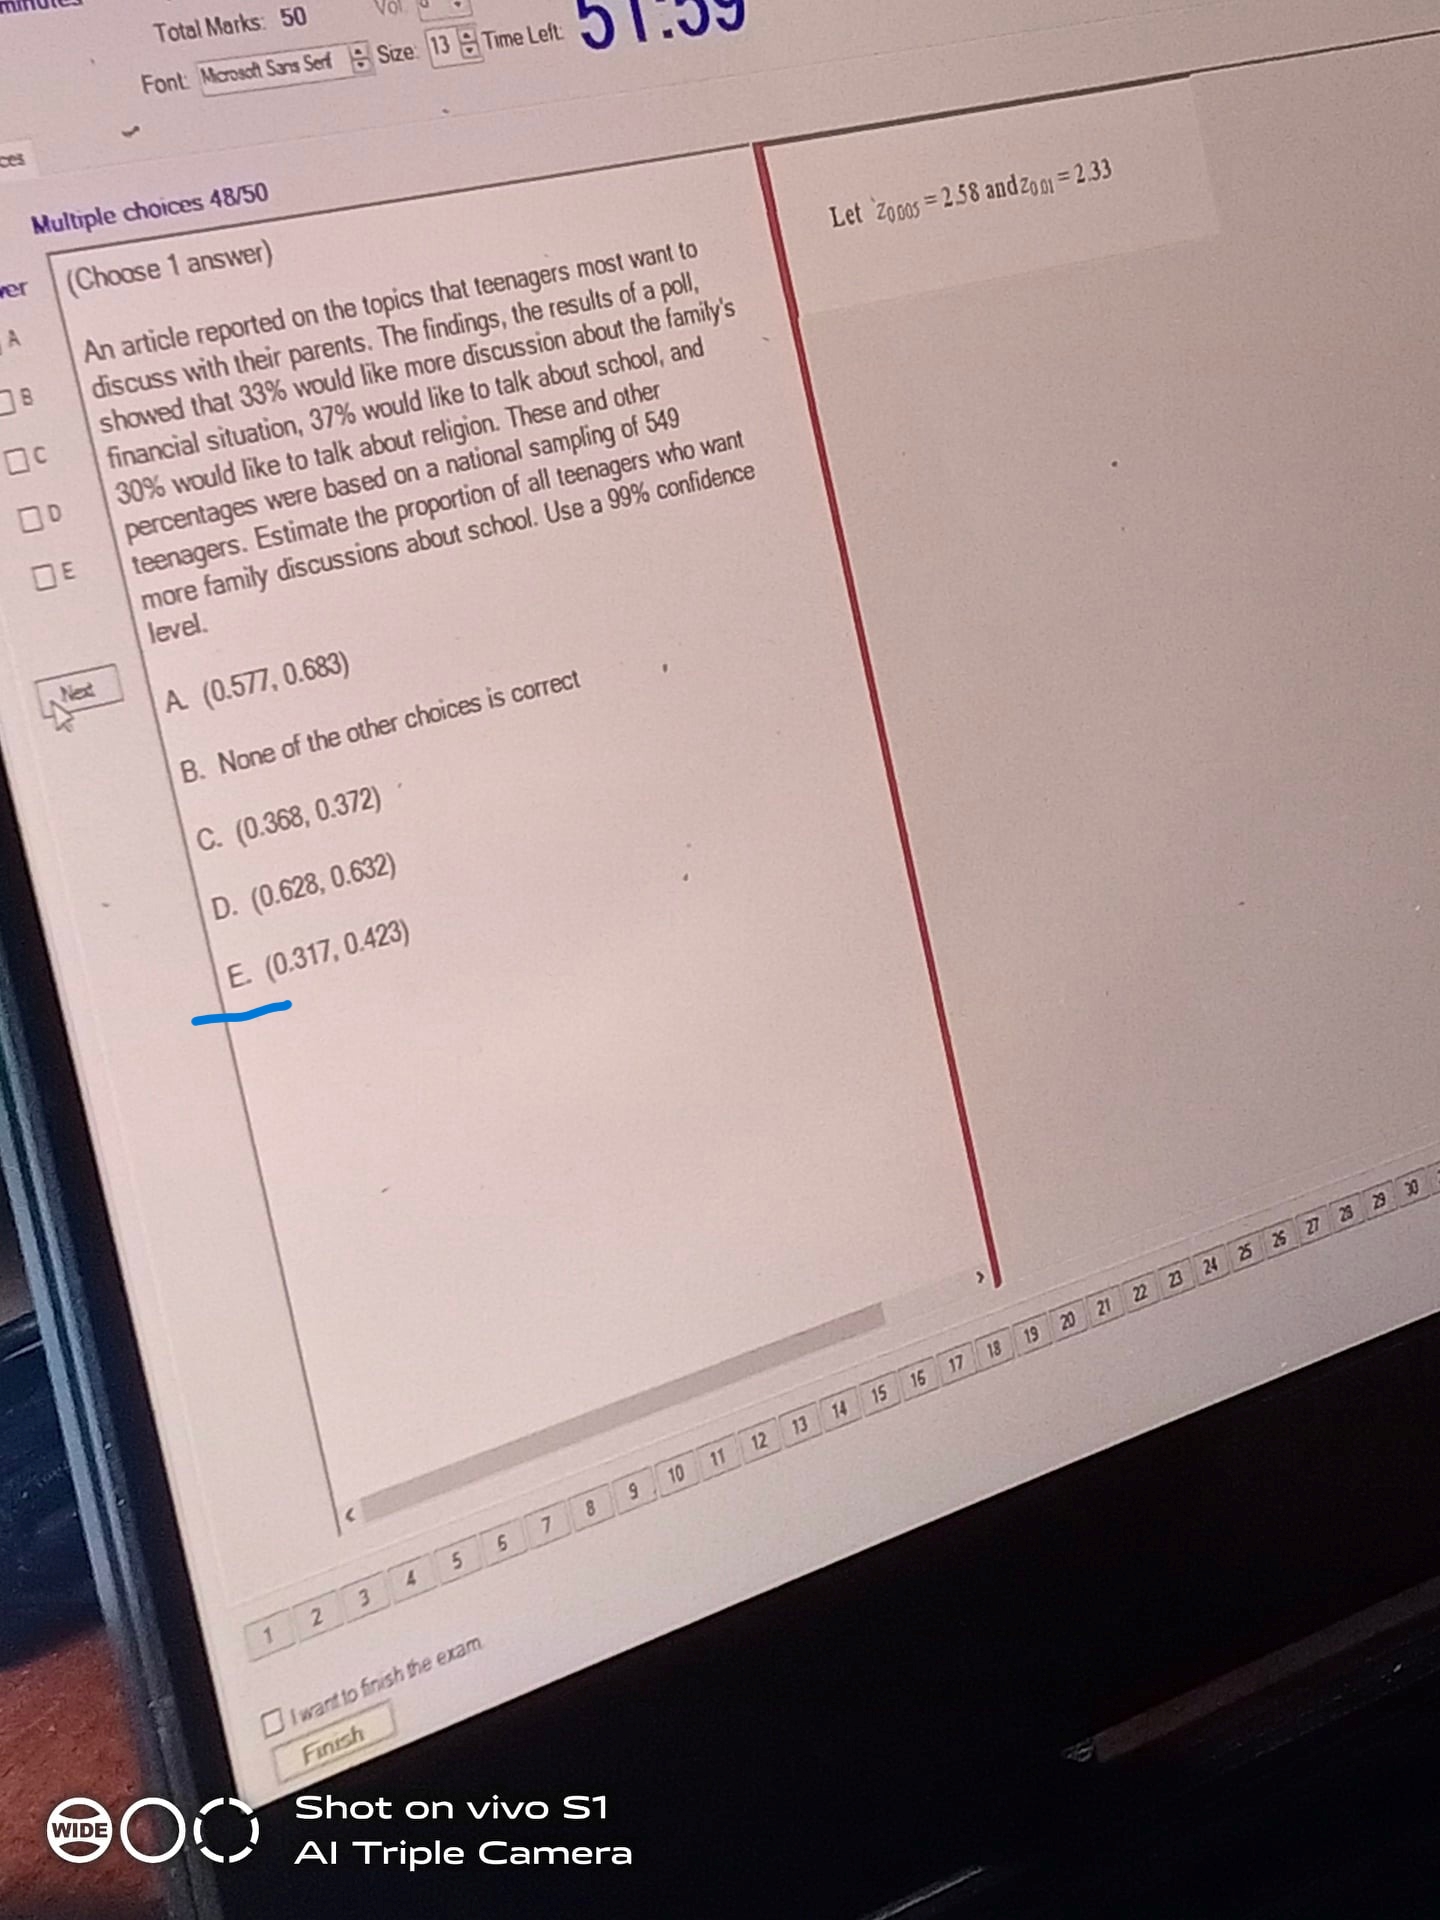 Total Marks: 50
Vol
Font: Microsoft Sans Serif Size: 13 Time Left: 51:59
Multiple choices 48/50
(Choose 1 answer)
An article reported on the topics that teenagers most want to
discuss with their parents. The findings, the results of a poll,
showed that 33% would like more discussion about the family's
financial situation, 37% would like to talk about school, and
30% would like to talk about religion. These and other
percentages were based on a national sampling of 549
teenagers. Estimate the proportion of all teenagers who want
more family discussions about school. Use a 99% confidence
level.
A. (0.577, 0.683)
B. None of the other choices is correct
C. (0.368, 0.372)
D. (0.628, 0.632)
E. (0.317, 0.423)
A
B
C
D
E
Next
Let z0.005 = 2.58 and z0.01 = 2.33
1 2 3 4 5 6 7 8 9 10 11 12 13 14 15 16 17 18 19 20 21 22 23 24 25 26 27 28 29 30
I want to finish the exam
Finish
WIDE
Shot on vivo S1
AI Triple Camera